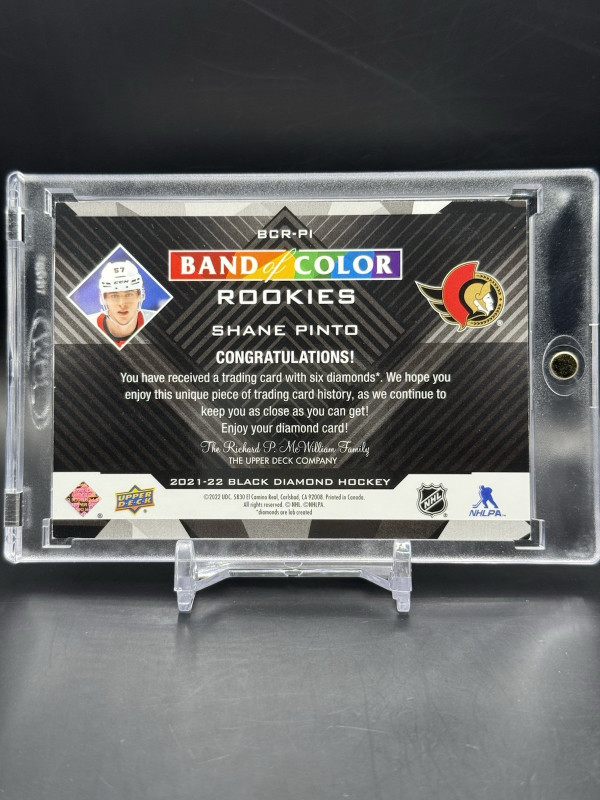 BCR-PI
57
BAND of COLOR
ROOKIES
SHANE PINTO
CONGRATULATIONS!
You have received a trading card with six diamonds*. We hope you
enjoy this unique piece of trading card history, as we continue to
keep you as close as you can get!
Enjoy your diamond card!
The Richard P. McWilliam Family
THE UPPER DECK COMPANY
2021-22 BLACK DIAMOND HOCKEY
UPPER DECK
©2022 UDC, 5830 El Camino Real, Carlsbad, CA 92008. Printed in Canada.
All rights reserved. © NHL, ©NHLPA.
*diamonds are lab created
NHL
NHLPA